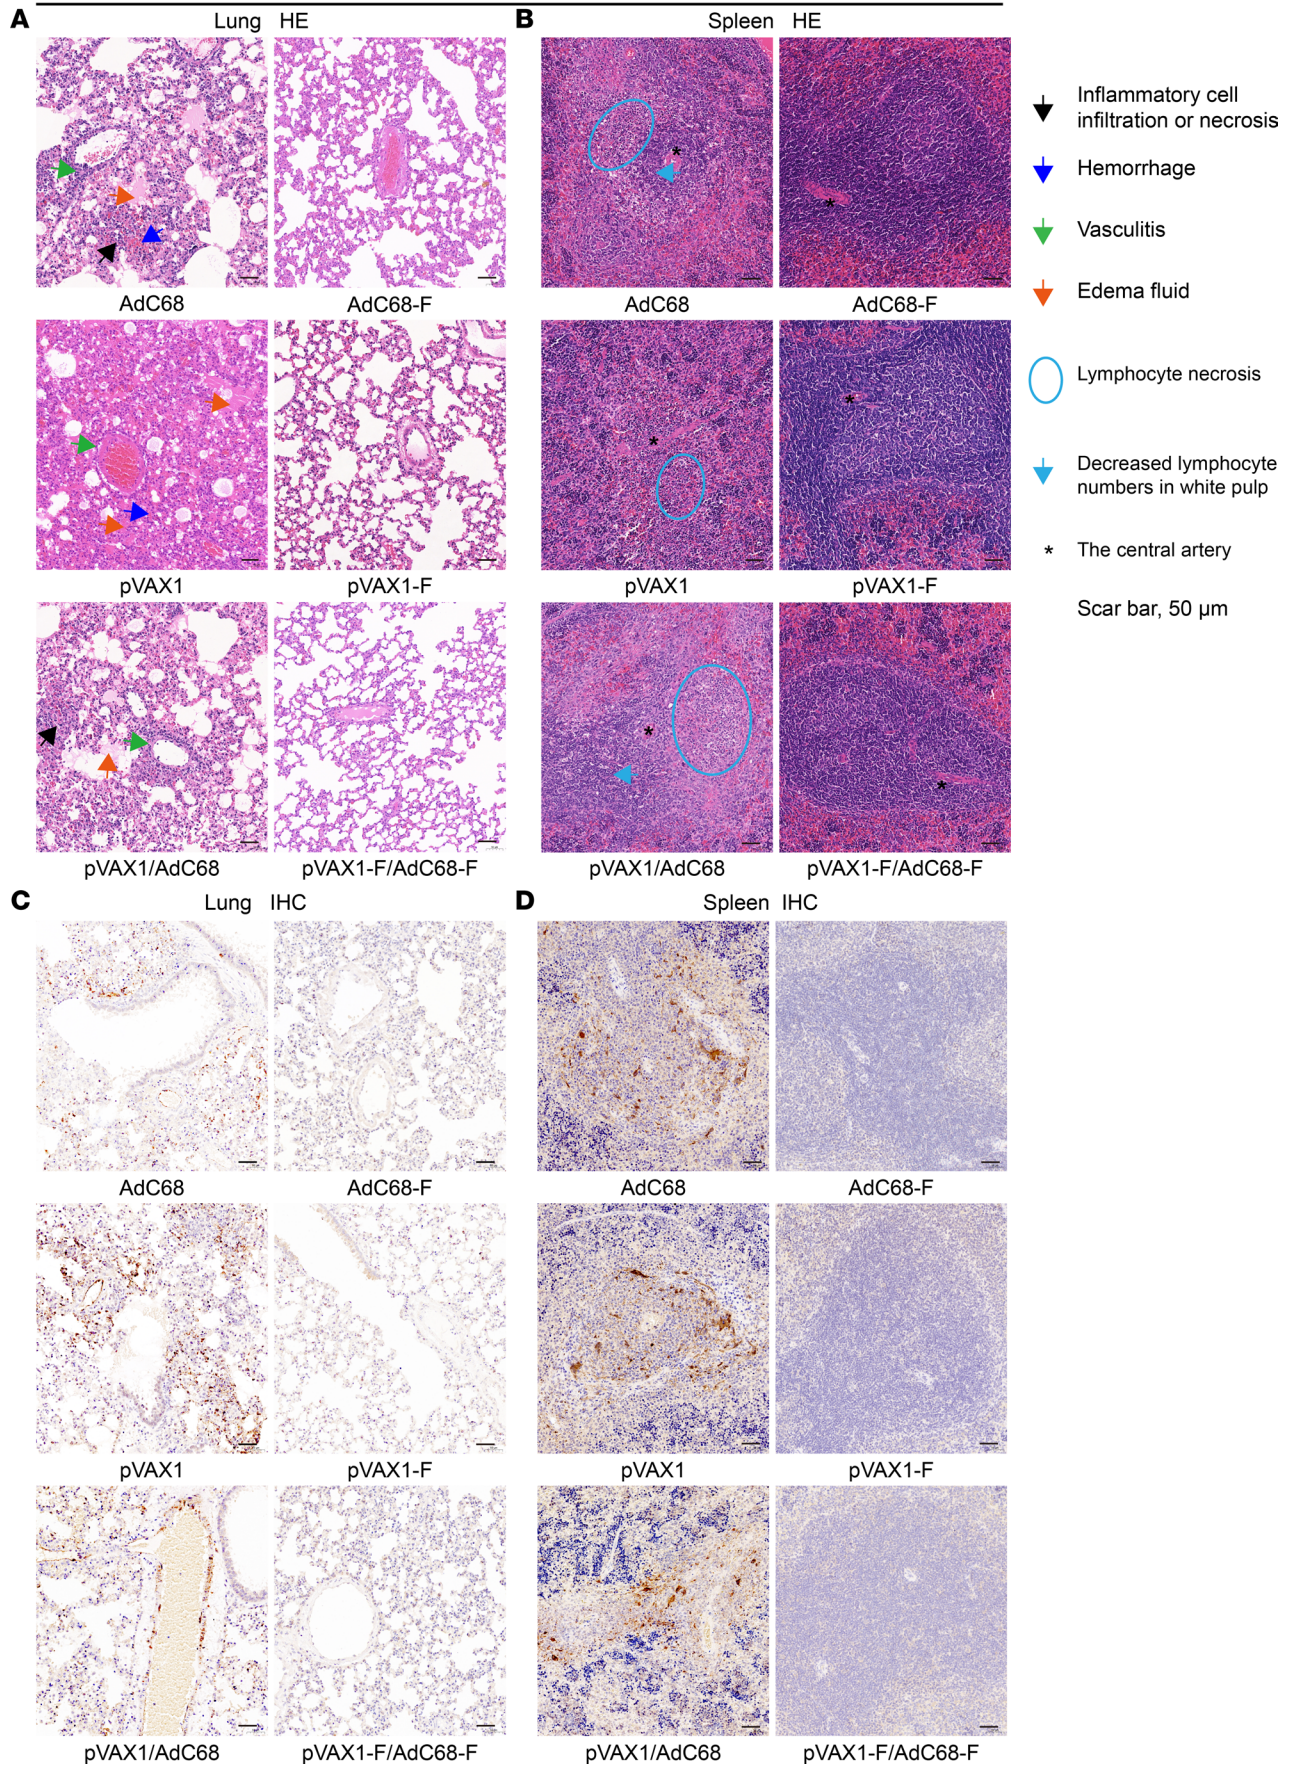 A
Lung HE
B
Spleen HE
AdC68
AdC68-F
AdC68
AdC68-F
pVAX1
pVAX1-F
pVAX1
pVAX1-F
pVAX1/AdC68
pVAX1-F/AdC68-F
pVAX1/AdC68
pVAX1-F/AdC68-F
Inflammatory cell
infiltration or necrosis
Hemorrhage
Vasculitis
Edema fluid
Lymphocyte necrosis
Decreased lymphocyte
numbers in white pulp
* The central artery
Scar bar, 50 µm
C
Lung IHC
D
Spleen IHC
AdC68
AdC68-F
AdC68
AdC68-F
pVAX1
pVAX1-F
pVAX1
pVAX1-F
pVAX1/AdC68
pVAX1-F/AdC68-F
pVAX1/AdC68
pVAX1-F/AdC68-F